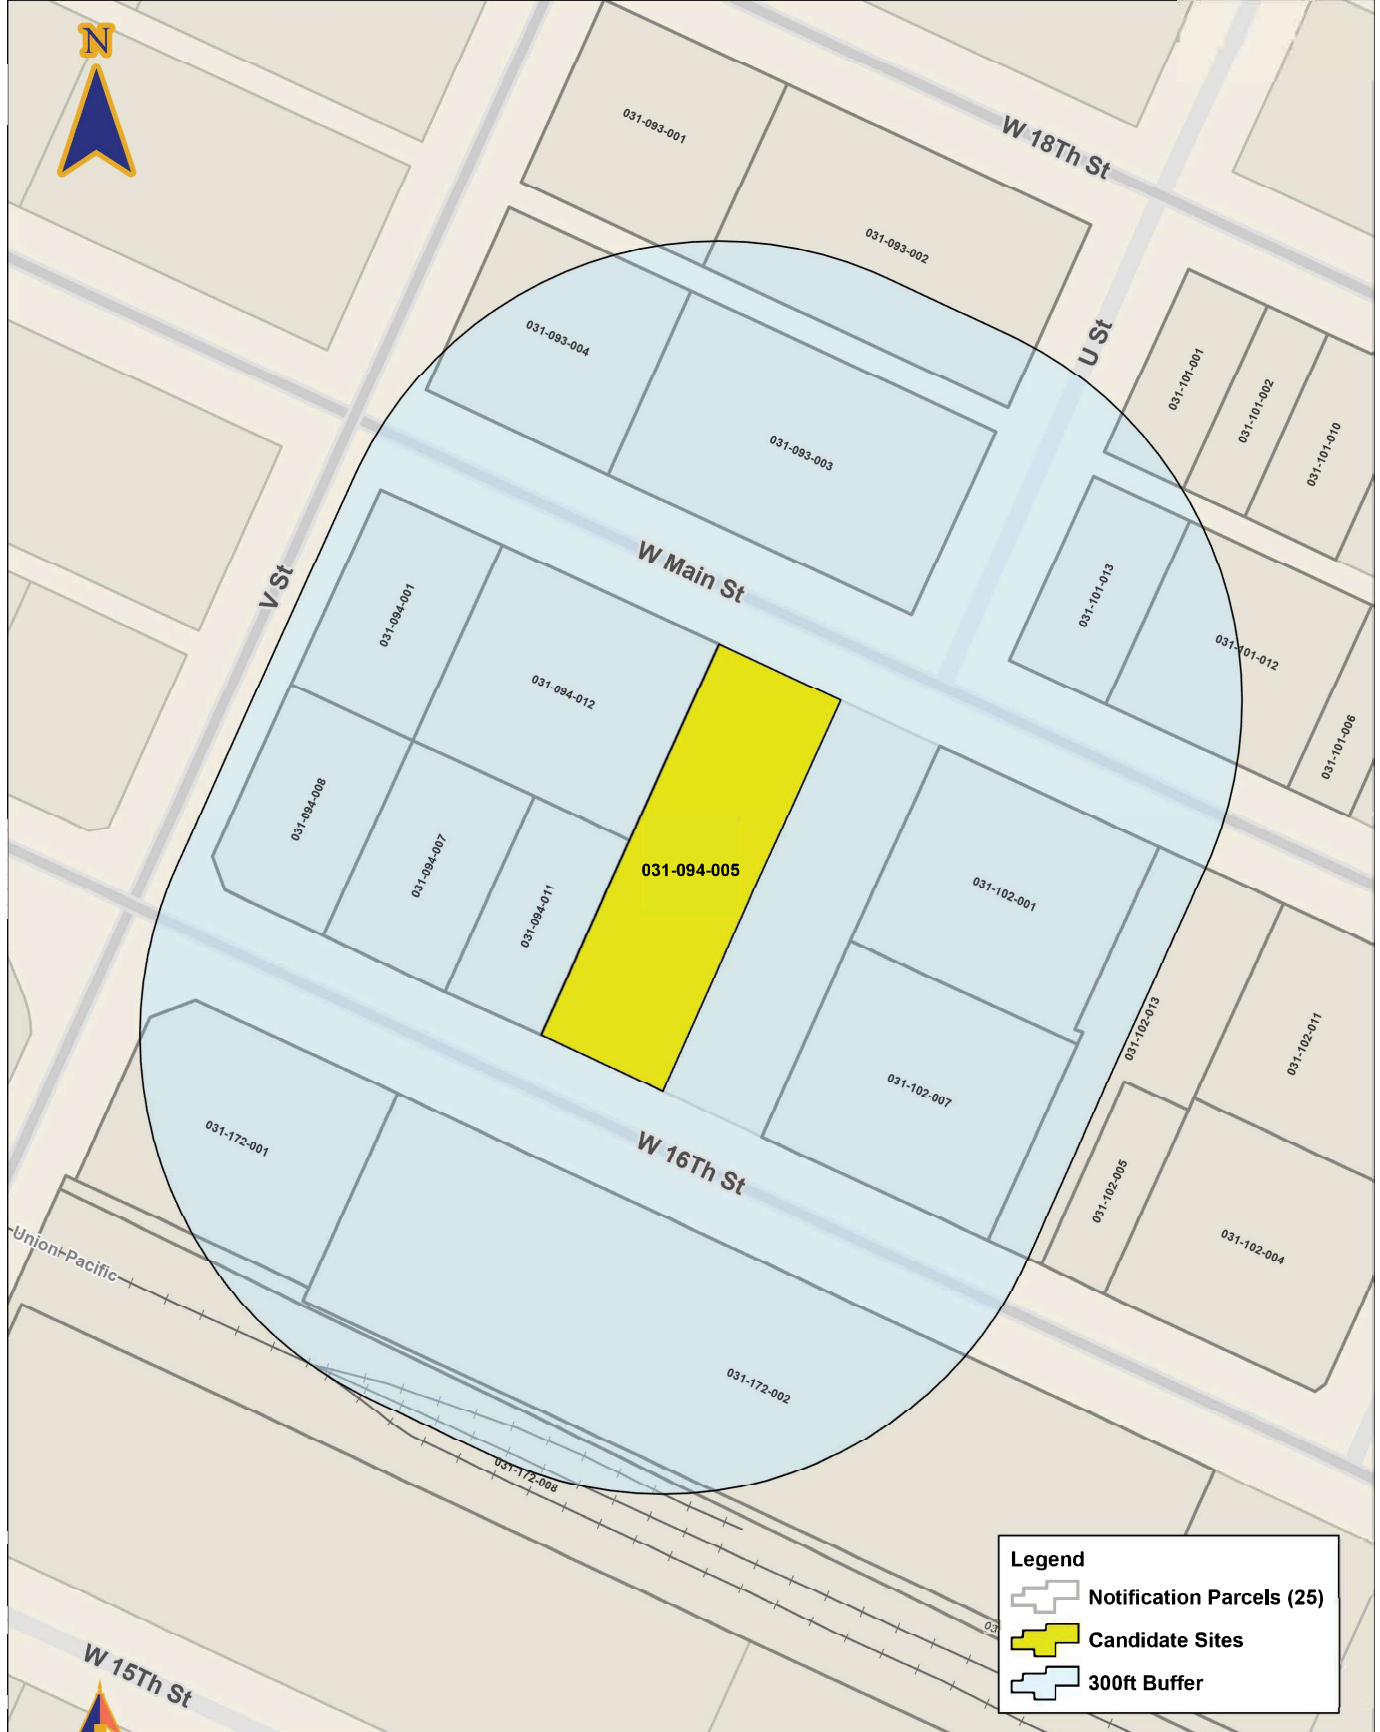 N
031-093-001
W 18Th St
031-093-002
031-093-004
U St
031-101-001
031-101-002
031-101-010
031-093-003
W Main St
V St
031-094-001
031-101-013
031-101-012
031-094-012
031-101-006
031-094-008
031-094-007
031-094-005
031-094-011
031-102-001
031-102-013
031-102-011
031-102-007
031-172-001
W 16Th St
031-102-005
031-102-004
Union Pacific
031-172-002
031-172-008
Legend
Notification Parcels (25)
Candidate Sites
300ft Buffer
W 15Th St